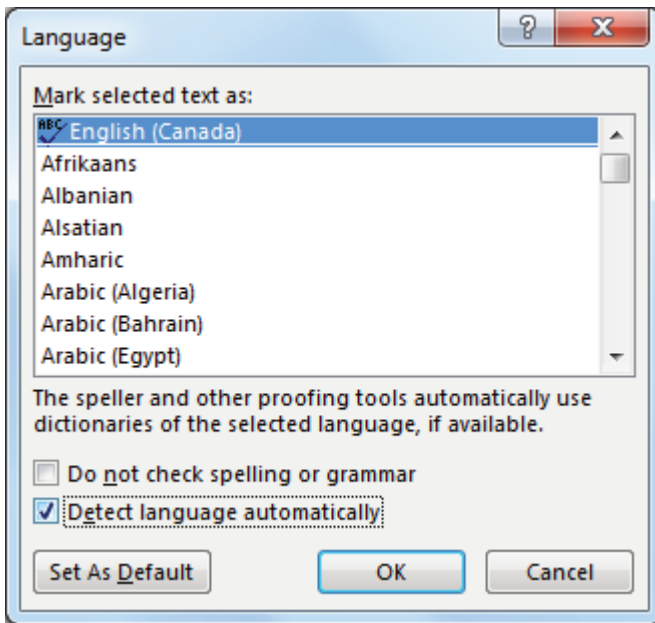 Language
?
X
Mark selected text as:
ABC English (Canada)
Afrikaans
Albanian
Alsatian
Amharic
Arabic (Algeria)
Arabic (Bahrain)
Arabic (Egypt)
The speller and other proofing tools automatically use
dictionaries of the selected language, if available.
Do not check spelling or grammar
Detect language automatically
Set As Default OK Cancel